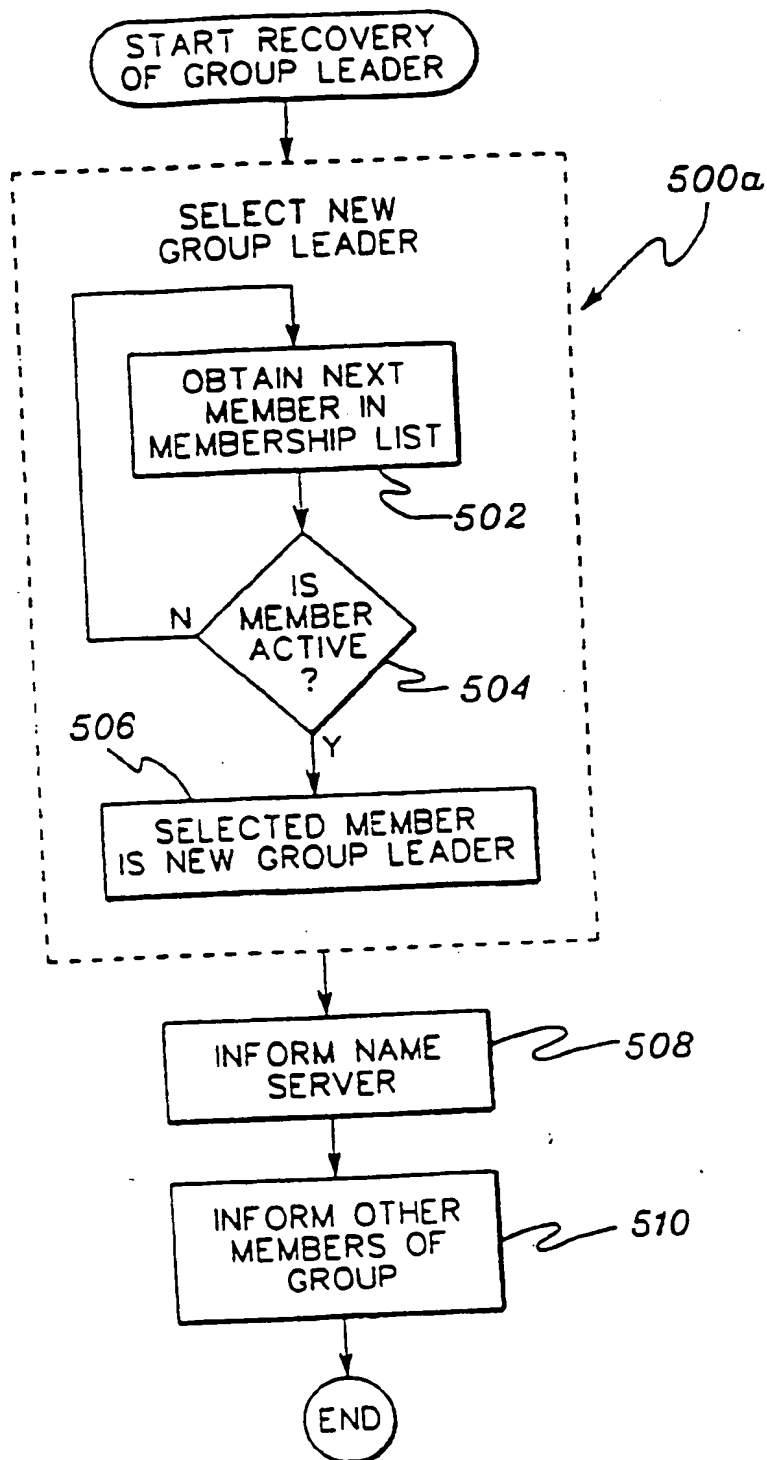 START RECOVERY
OF GROUP LEADER
500a
SELECT NEW
GROUP LEADER
OBTAIN NEXT
MEMBER IN
MEMBERSHIP LIST
502
IS
MEMBER
ACTIVE
?
N
504
506
Y
SELECTED MEMBER
IS NEW GROUP LEADER
INFORM NAME
SERVER
508
INFORM OTHER
MEMBERS OF
GROUP
510
END